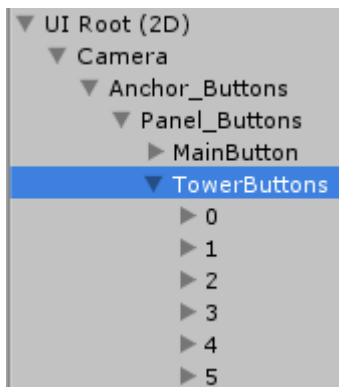 UI Root (2D)
Camera
Anchor_Buttons
Panel_Buttons
MainButton
TowerButtons
0
1
2
3
4
5